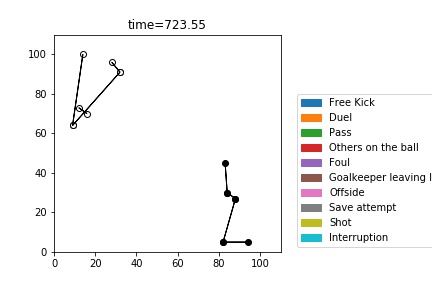 time=723.55
100
80
60
40
20
0
0 20 40 60 80 100
Free Kick
Duel
Pass
Others on the ball
Foul
Goalkeeper leaving l
Offside
Save attempt
Shot
Interruption